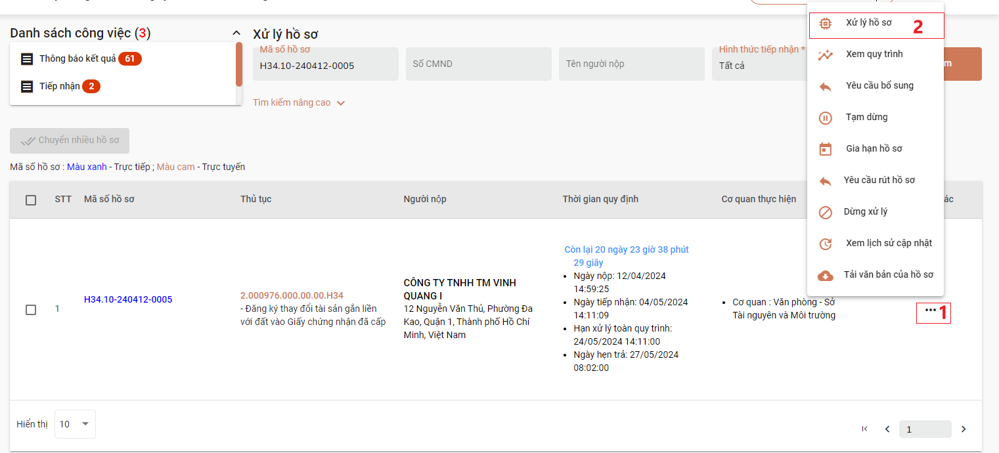 Danh sách công việc (3)
Thông báo kết quả 61
Tiếp nhận 2
Xử lý hồ sơ
Mã số hồ sơ
H34.10-240412-0005
Số CMND
Tên người nộp
Hình thức tiếp nhận *
Tất cả
m
Tìm kiếm nâng cao
Xử lý hồ sơ
2
Xem quy trình
Yêu cầu bổ sung
Tạm dừng
Gia hạn hồ sơ
Yêu cầu rút hồ sơ
Dừng xử lý
Xem lịch sử cập nhật
Tải văn bản của hồ sơ
Chuyển nhiều hồ sơ
Mã số hồ sơ : Màu xanh - Trực tiếp ; Màu cam - Trực tuyến
STT Mã số hồ sơ Thủ tục Người nộp Thời gian quy định Cơ quan thực hiện ác
1
H34.10-240412-0005
2.000976.000.00.00.H34
- Đăng ký thay đổi tài sản gắn liền
với đất vào Giấy chứng nhận đã cấp
CÔNG TY TNHH TM VINH
QUANG I
12 Nguyễn Văn Thủ, Phường Đa
Kao, Quận 1, Thành phố Hồ Chí
Minh, Việt Nam
Còn lại 20 ngày 23 giờ 38 phút
29 giây
Ngày nộp: 12/04/2024
14:59:25
Ngày tiếp nhận: 04/05/2024
14:11:09
Hạn xử lý toàn quy trình:
24/05/2024 14:11:00
Ngày hẹn trả: 27/05/2024
08:02:00
Cơ quan : Văn phòng - Sở
Tài nguyên và Môi trường
1
Hiển thị 10
1